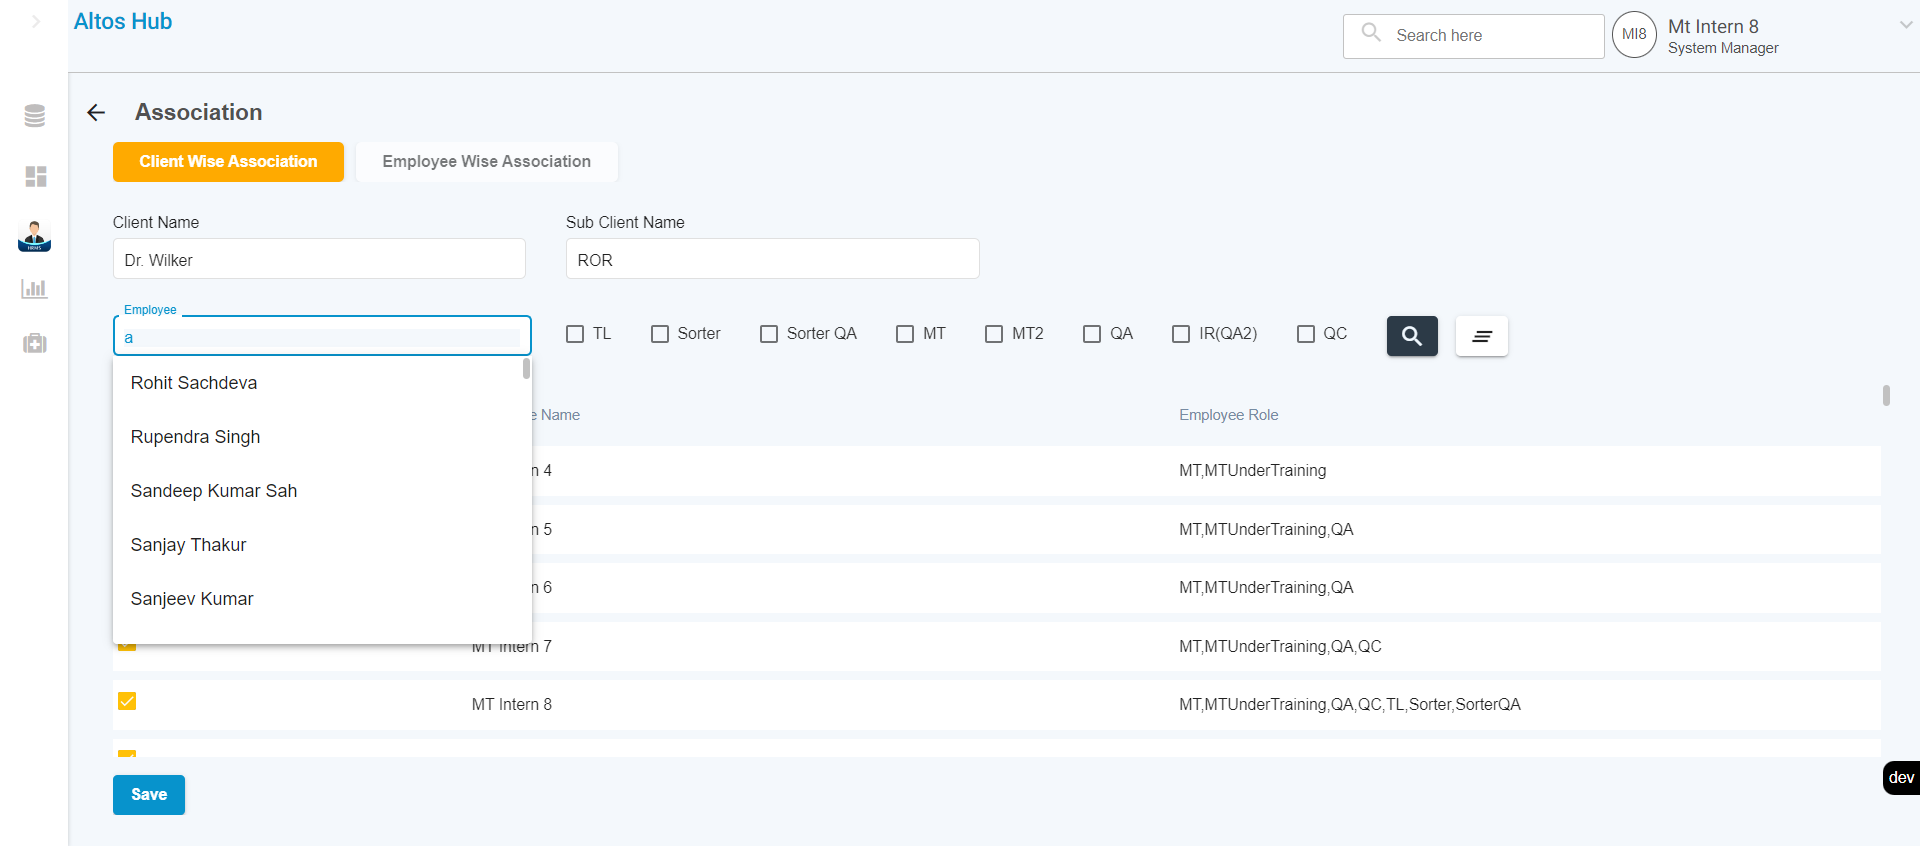 Altos Hub
Search here
MI8
Mt Intern 8
System Manager
Association
Client Wise Association
Employee Wise Association
HRMS
Client Name
Sub Client Name
Dr. Wilker
ROR
Employee
a
TL
Sorter
Sorter QA
MT
MT2
QA
IR(QA2)
QC
Rohit Sachdeva
Rupendra Singh
Sandeep Kumar Sah
Sanjay Thakur
Sanjeev Kumar
e Name
Employee Role
n 4
MT,MTUnderTraining
n 5
MT,MTUnderTraining,QA
n 6
MT,MTUnderTraining,QA
MT Intern 7
MT,MTUnderTraining,QA,QC
MT Intern 8
MT,MTUnderTraining,QA,QC,TL,Sorter,SorterQA
Save
dev